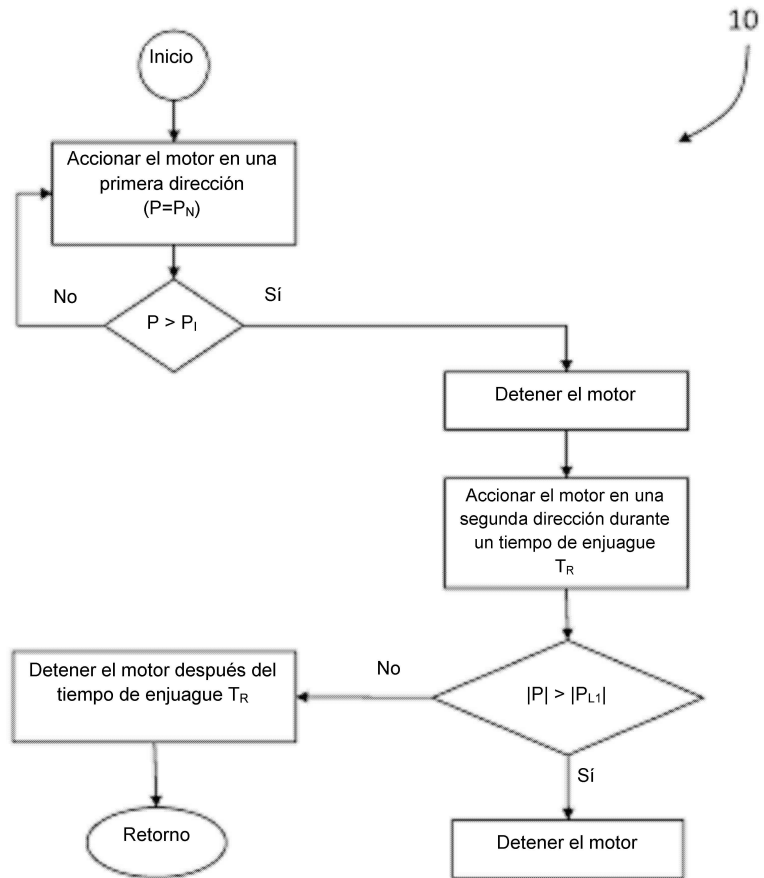 10
Inicio
Accionar el motor en una
primera dirección
(P=PN)
No
Sí
P > PI
Detener el motor
Accionar el motor en una
segunda dirección durante
un tiempo de enjuague
TR
Detener el motor después del
tiempo de enjuague TR
No
|P| > |PL1|
Sí
Retorno
Detener el motor